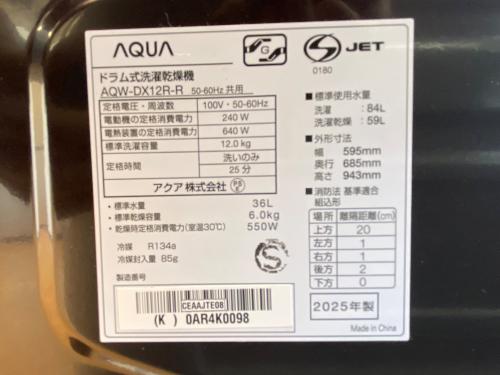 AQUA
ドラム式洗濯乾燥機
AQW-DX12R-R 50-60Hz 共用
定格電圧・周波数 100V・50-60Hz
電動機の定格消費電力 240 W
電熱装置の定格消費電力 640 W
標準洗濯容量 12.0kg
定格時間 洗いのみ 25分
アクア株式会社 PSE
・標準水量 36L
・標準乾燥容量 6.0kg
・乾燥時定格消費電力(室温30℃) 550W
冷媒 R134a
冷媒封入量 85g
製造番号
CEAAJTE08
(K) 0AR4K0098
G
S JET
0180
■標準使用水量
洗濯 : 84L
洗濯乾燥 : 59L
■外形寸法
幅 595mm
奥行 685mm
高さ 943mm
■消防法 基準適合
組込形
場所 離隔距離(cm)
上方 20
左方 1
右方 1
後方 2
下方 0
S
2025年製
Made in China